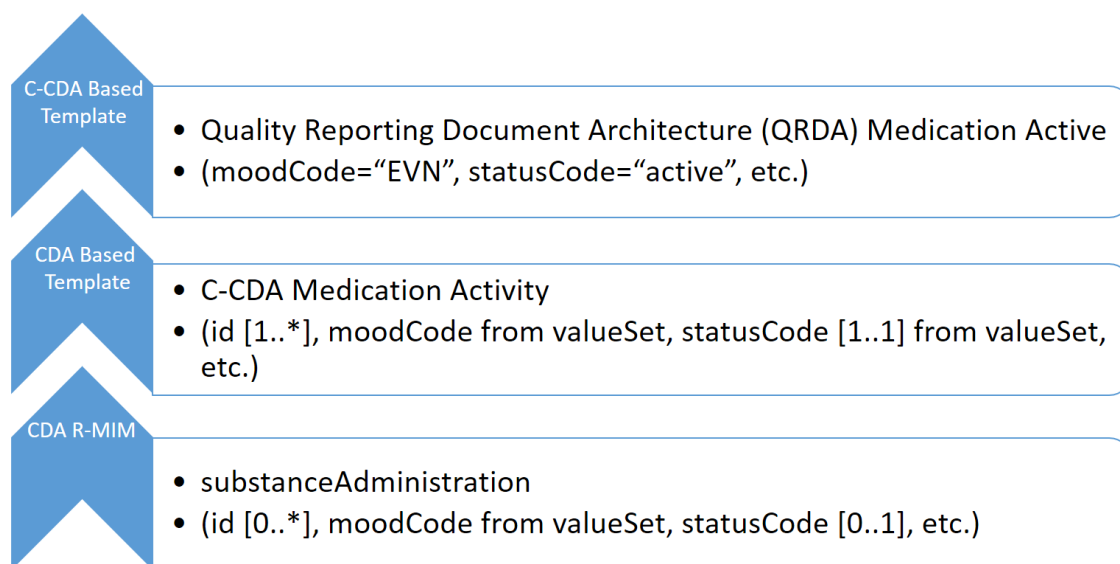 C-CDA Based
Template
• Quality Reporting Document Architecture (QRDA) Medication Active
• (moodCode=“EVN”, statusCode=“active”, etc.)
CDA Based
Template
• C-CDA Medication Activity
• (id [1..*], moodCode from valueSet, statusCode [1..1] from valueSet,
etc.)
CDA R-MIM
• substanceAdministration
• (id [0..*], moodCode from valueSet, statusCode [0..1], etc.)